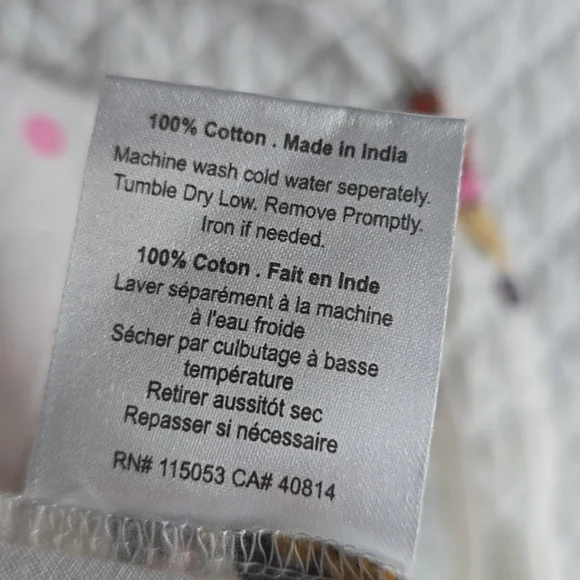 100% Cotton . Made in India
Machine wash cold water seperately.
Tumble Dry Low. Remove Promptly.
Iron if needed.
100% Coton . Fait en Inde
Laver séparément à la machine
à l'eau froide
Sécher par culbutage à basse
température
Retirer aussitót sec
Repasser si nécessaire
RN# 115053 CA# 40814